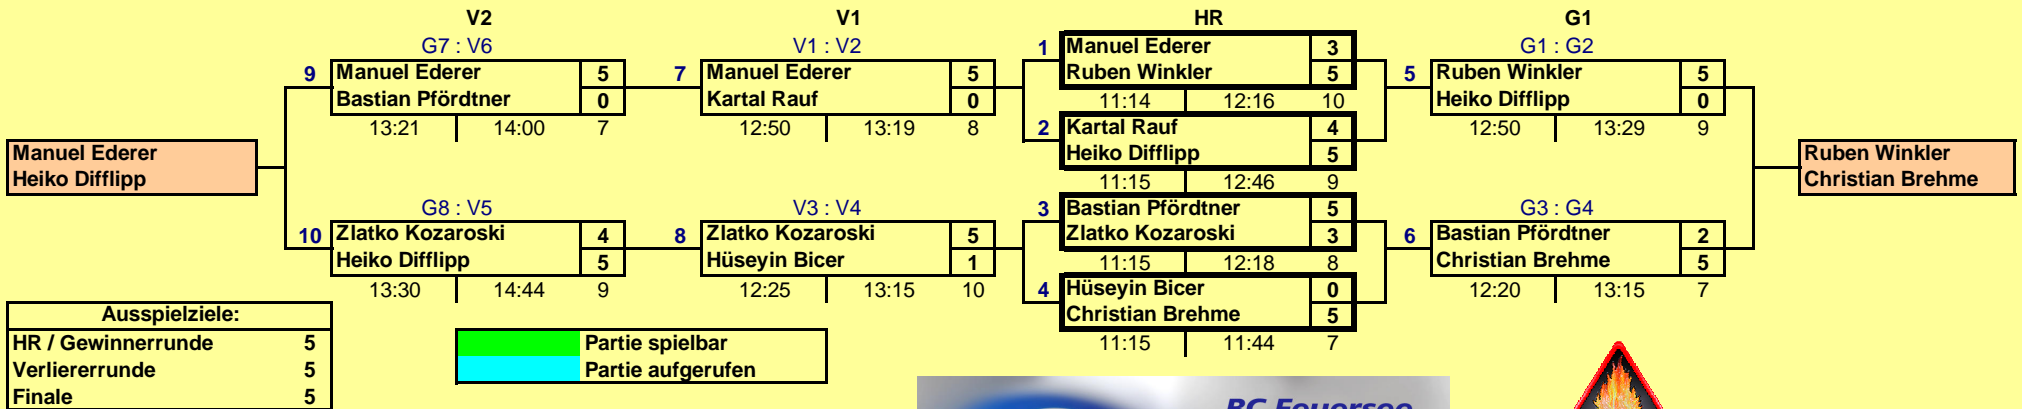 V2 V1 HR G1
G7 : V6 V1 : V2 G1 : G2
9 Manuel Ederer 5 7 Manuel Ederer 5 1 Manuel Ederer 3 5 Ruben Winkler 5
Bastian Pfördtner 0 Kartal Rauf 0 Ruben Winkler 5 Heiko Difflipp 0
13:21 14:00 7 12:50 13:19 8 11:14 12:16 10 12:50 13:29 9
2 Kartal Rauf 4
Heiko Difflipp 5
11:15 12:46 9
Manuel Ederer Ruben Winkler
Heiko Difflipp Christian Brehme
G8 : V5 V3 : V4 G3 : G4
10 Zlatko Kozaroski 4 8 Zlatko Kozaroski 5 3 Bastian Pfördtner 5 6 Bastian Pfördtner 2
Heiko Difflipp 5 Hüseyin Bicer 1 Zlatko Kozaroski 3 Christian Brehme 5
13:30 14:44 9 12:25 13:15 10 11:15 12:18 8 12:20 13:15 7
4 Hüseyin Bicer 0
Christian Brehme 5
11:15 11:44 7
Ausspielziele:
HR / Gewinnerrunde 5
Verliererrunde 5
Finale 5
Partie spielbar
Partie aufgerufen
BC Feuersee